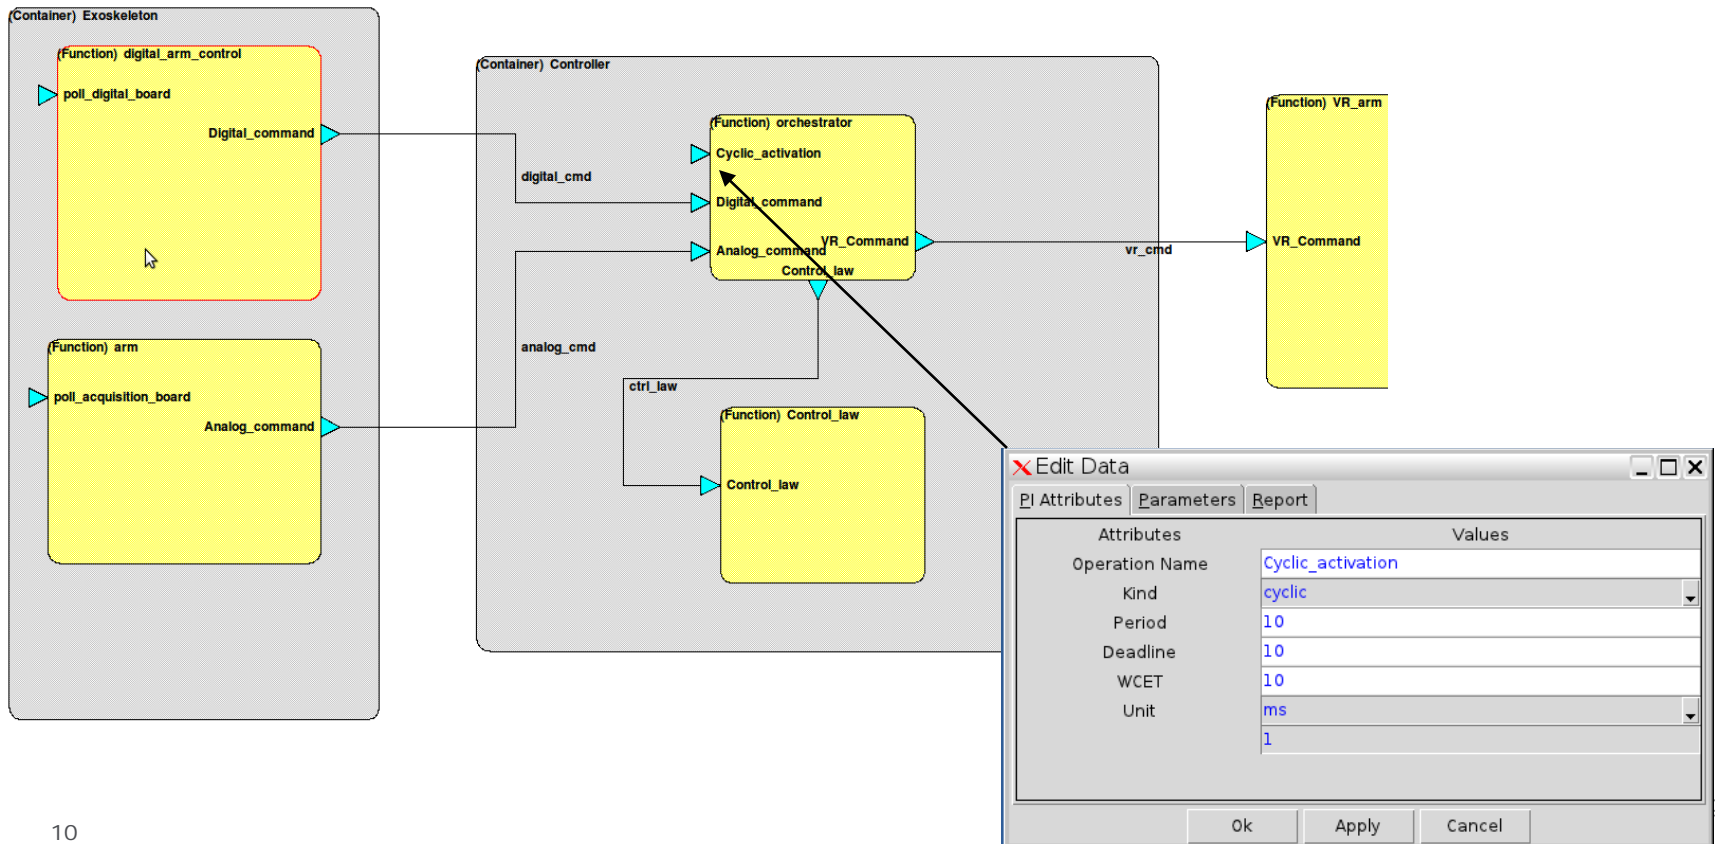 (Container) Exoskeleton
(Function) digital_arm_control
poll_digital_board
Digital_command
(Function) arm
poll_acquisition_board
Analog_command
digital_cmd
analog_cmd
(Container) Controller
(Function) orchestrator
Cyclic_activation
Digital_command
Analog_command
VR_Command
Control_law
ctrl_law
(Function) Control_law
Control_law
vr_cmd
(Function) VR_arm
VR_Command
Edit Data
PI Attributes Parameters Report
Attributes Values
Operation Name Cyclic_activation
Kind cyclic
Period 10
Deadline 10
WCET 10
Unit ms
1
Ok Apply Cancel
10